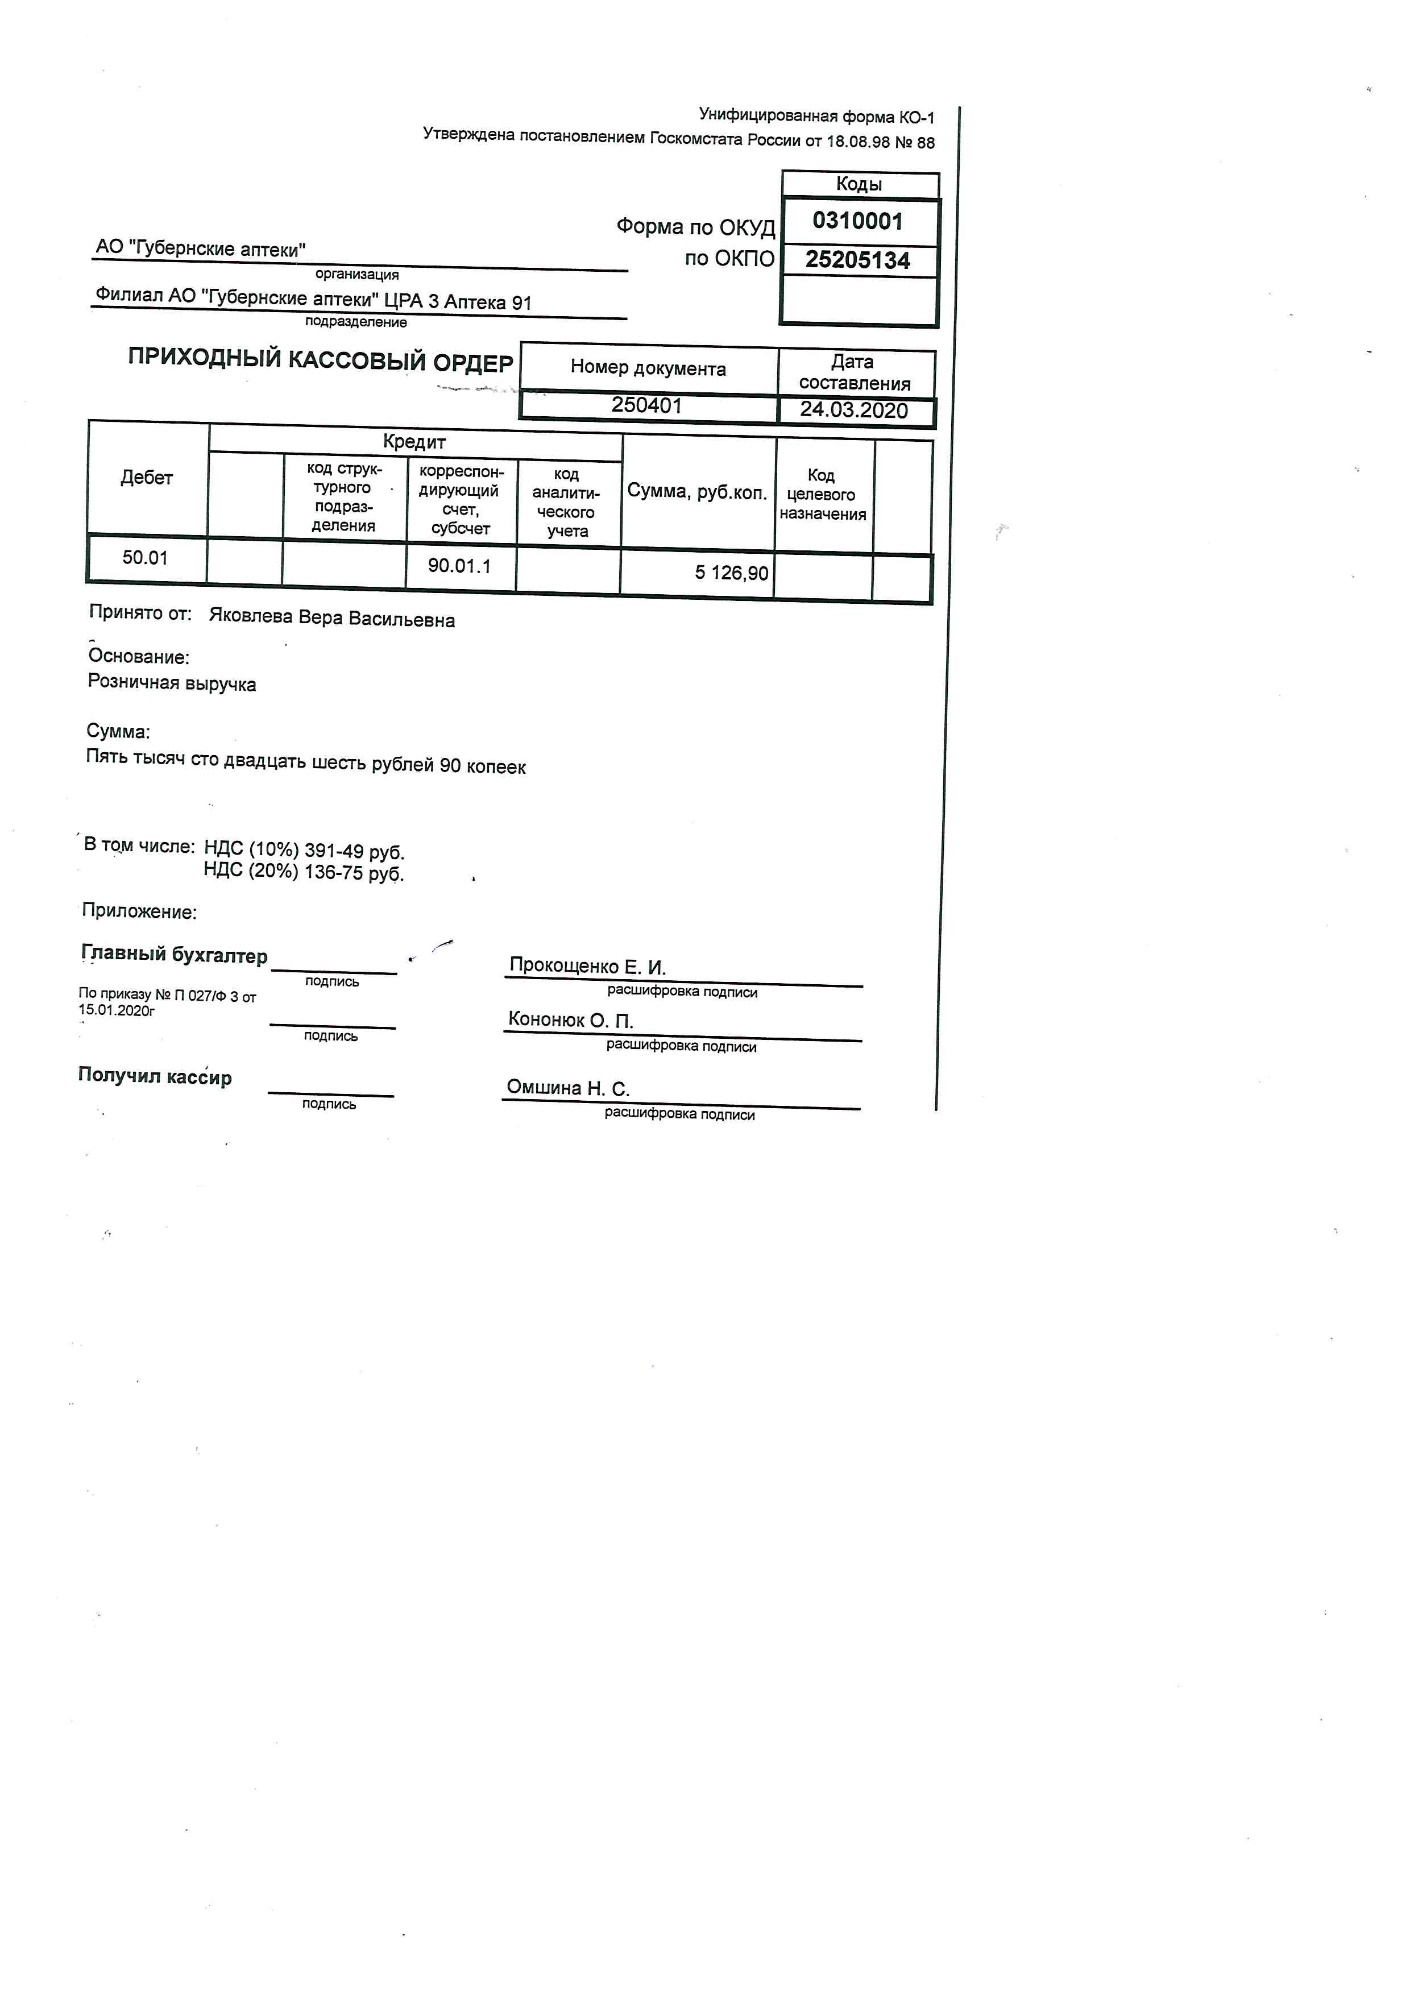 Унифицированная форма КО-1
Утверждена постановлением Госкомстата России от 18.08.98 № 88
Коды
Форма по ОКУД 0310001
АО "Губернские аптеки" по ОКПО 25205134
организация
Филиал АО "Губернские аптеки" ЦРА 3 Аптека 91
подразделение
ПРИХОДНЫЙ КАССОВЫЙ ОРДЕР
Номер документа
Дата
составления
250401 24.03.2020
Дебет
Кредит
код струк-
турного
подраз-
деления
корреспон-
дирующий
счет,
субсчет
код
аналити-
ческого
учета
Сумма, руб.коп.
Код
целевого
назначения
50.01 90.01.1 5 126,90
Принято от: Яковлева Вера Васильевна
Основание:
Розничная выручка
Сумма:
Пять тысяч сто двадцать шесть рублей 90 копеек
В том числе: НДС (10%) 391-49 руб.
НДС (20%) 136-75 руб.
Приложение:
Главный бухгалтер Прокощенко Е. И.
подпись расшифровка подписи
По приказу № П 027/Ф 3 от
15.01.2020г
Кононюк О. П.
подпись расшифровка подписи
Получил кассир Омшина Н. С.
подпись расшифровка подписи